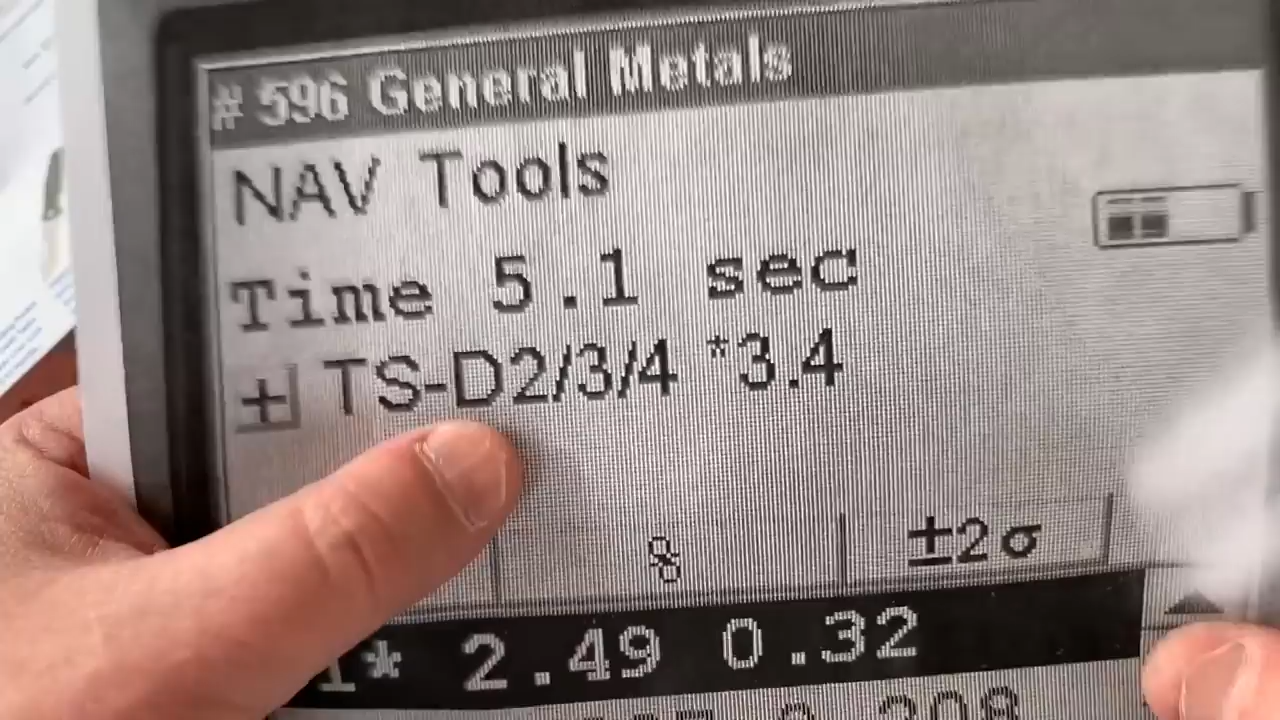 # 596 General Metals
NAV Tools
Time 5.1 sec
± TS-D2/3/4 *3.4
% ±2σ
2.49 0.32